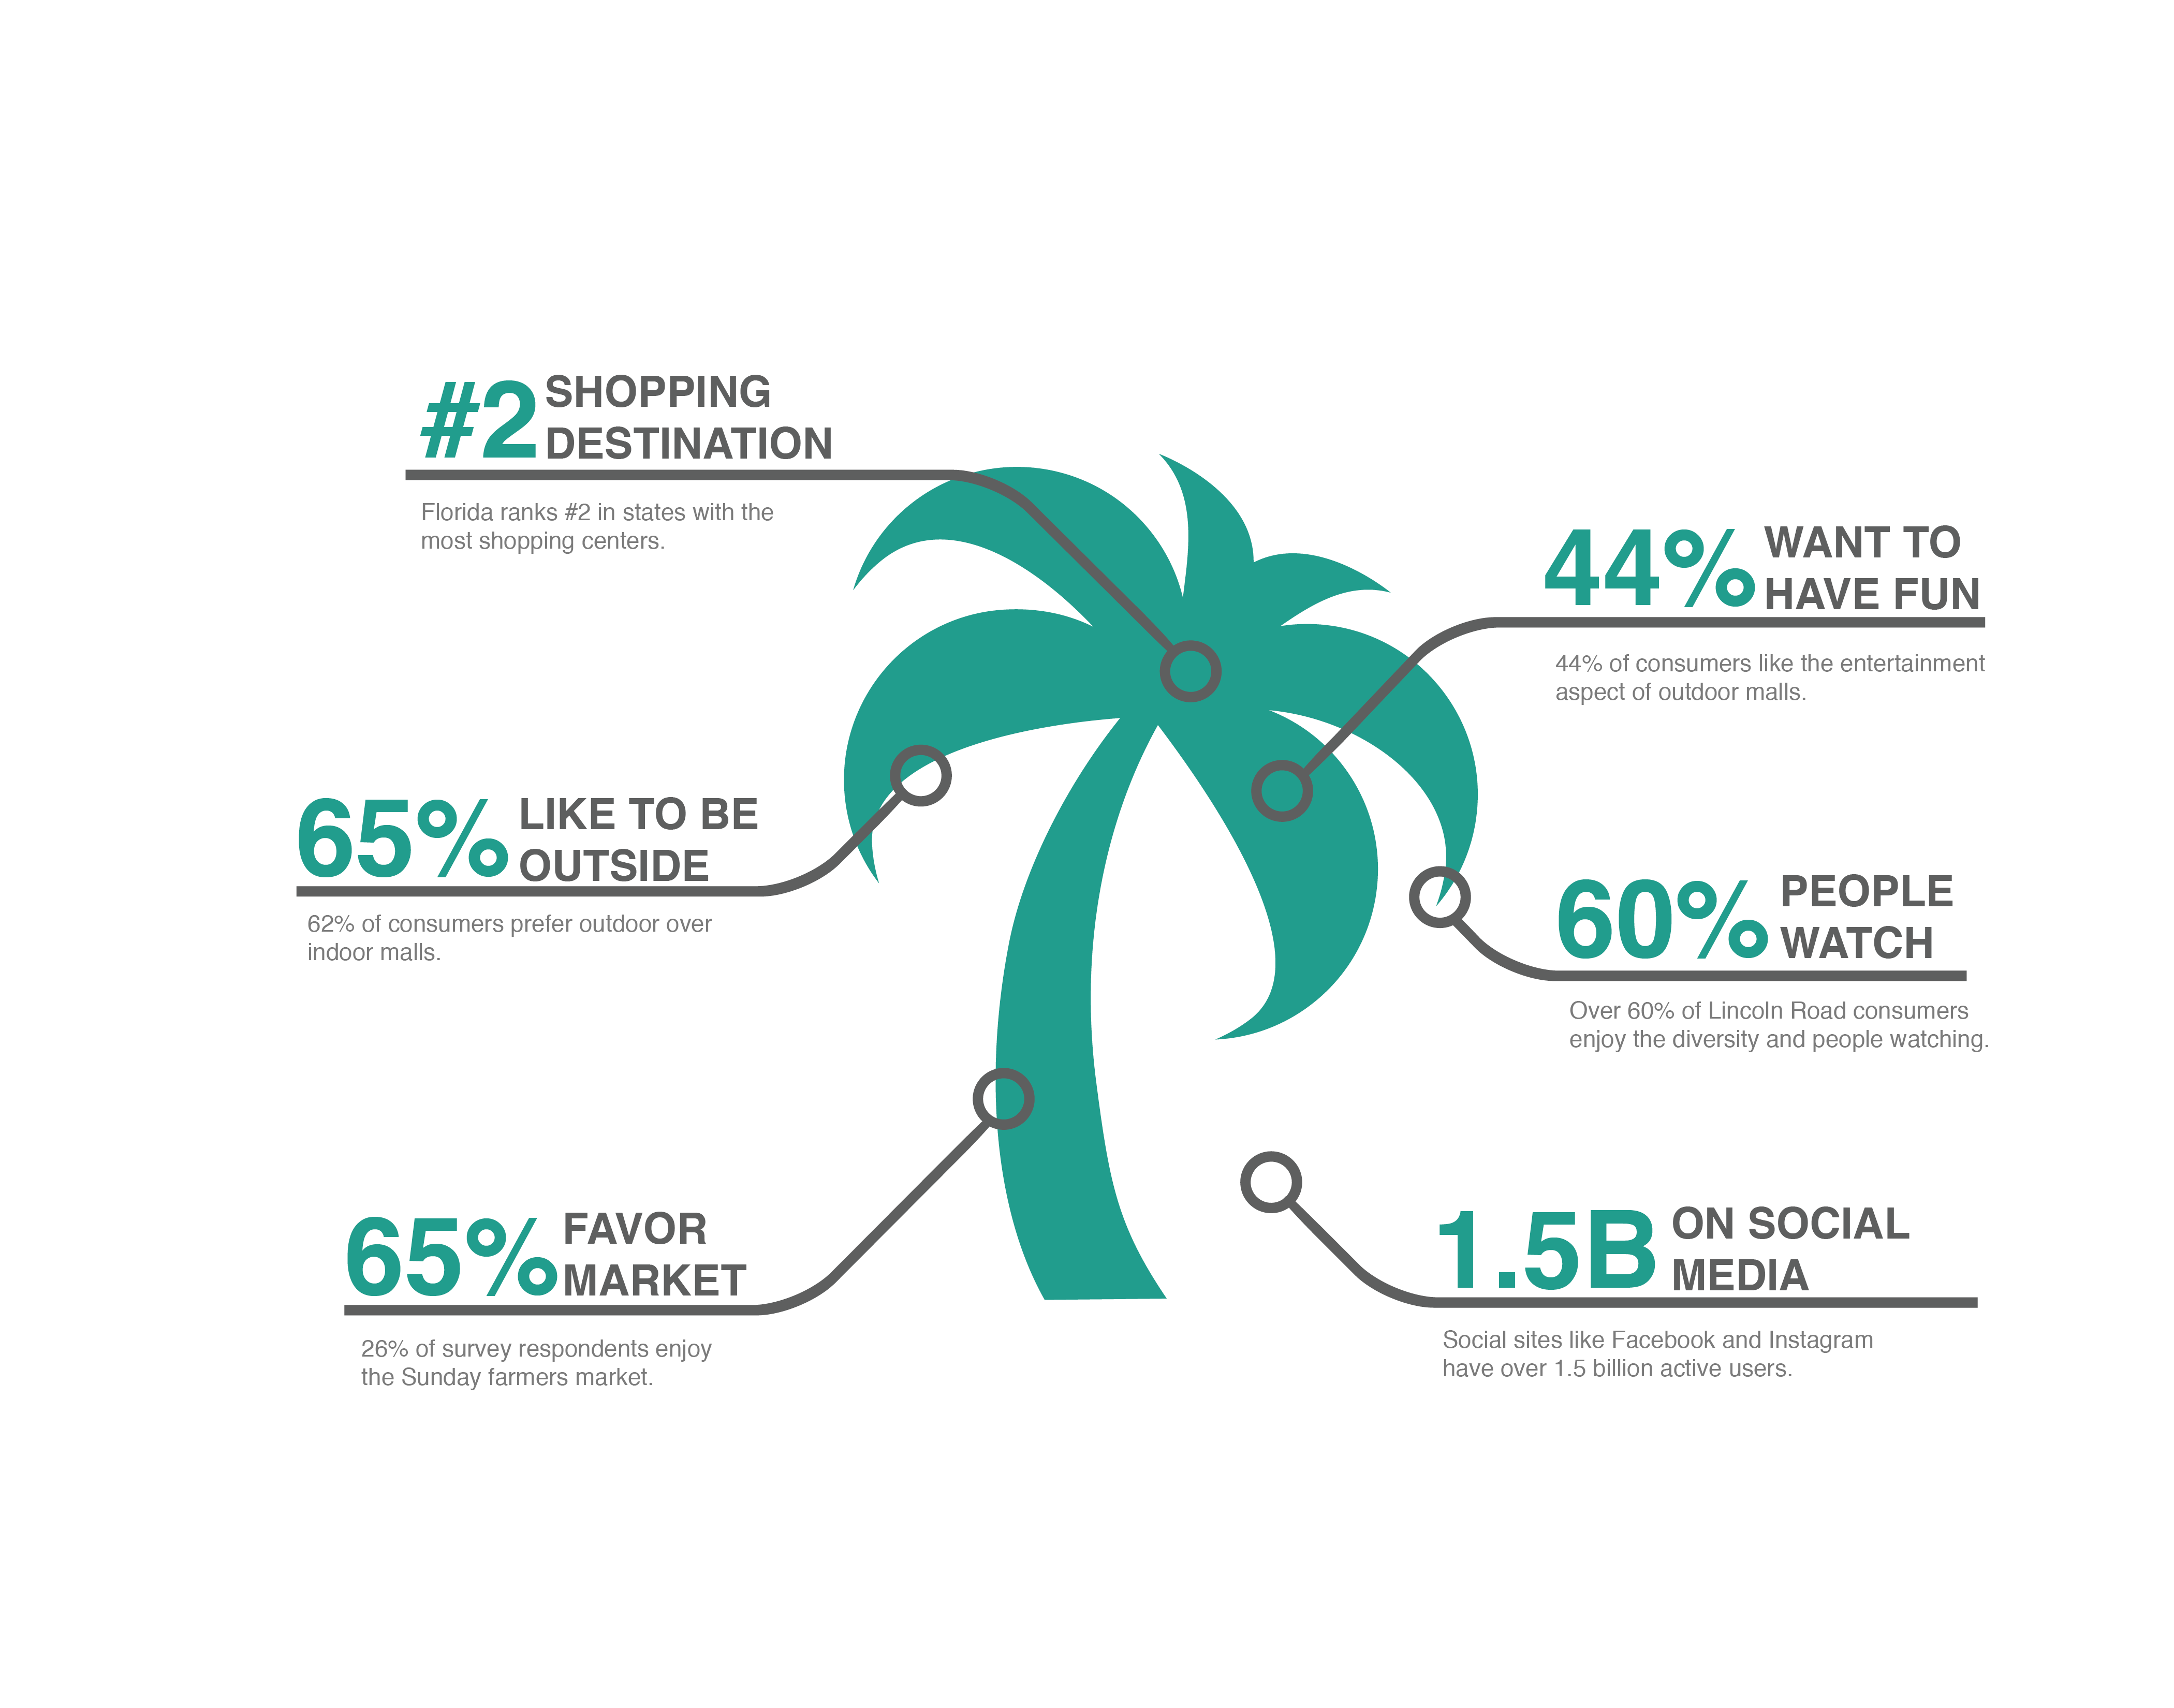 #2 SHOPPING
DESTINATION
Florida ranks #2 in states with the
most shopping centers.
44% WANT TO
HAVE FUN
44% of consumers like the entertainment
aspect of outdoor malls.
65% LIKE TO BE
OUTSIDE
62% of consumers prefer outdoor over
indoor malls.
60% PEOPLE
WATCH
Over 60% of Lincoln Road consumers
enjoy the diversity and people watching.
65% FAVOR
MARKET
26% of survey respondents enjoy
the Sunday farmers market.
1.5B ON SOCIAL
MEDIA
Social sites like Facebook and Instagram
have over 1.5 billion active users.